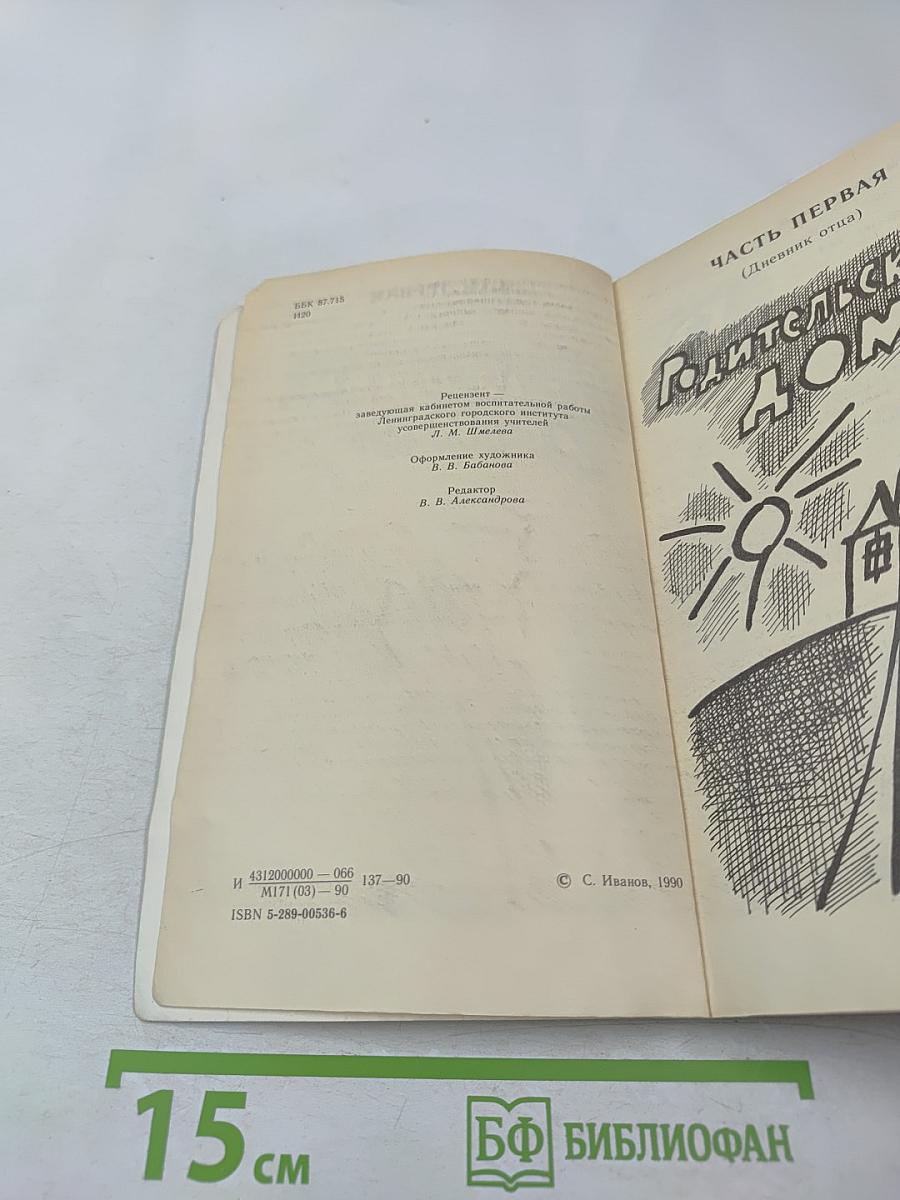 ББК 87.715
И20
Рецензент —
заведующая кабинетом воспитательной работы
Ленинградского городского института
усовершенствования учителей
Л. М. Шмелева
Оформление художника
В. В. Бабанова
Редактор
В. В. Александрова
И 4312000000 — 066
М171(03) — 90 137—90
ISBN 5-289-00536-6
© С. Иванов, 1990
ЧАСТЬ ПЕРВАЯ
(Дневник отца)
Родительск
дом
15 см
БФ БИБЛИОФАН